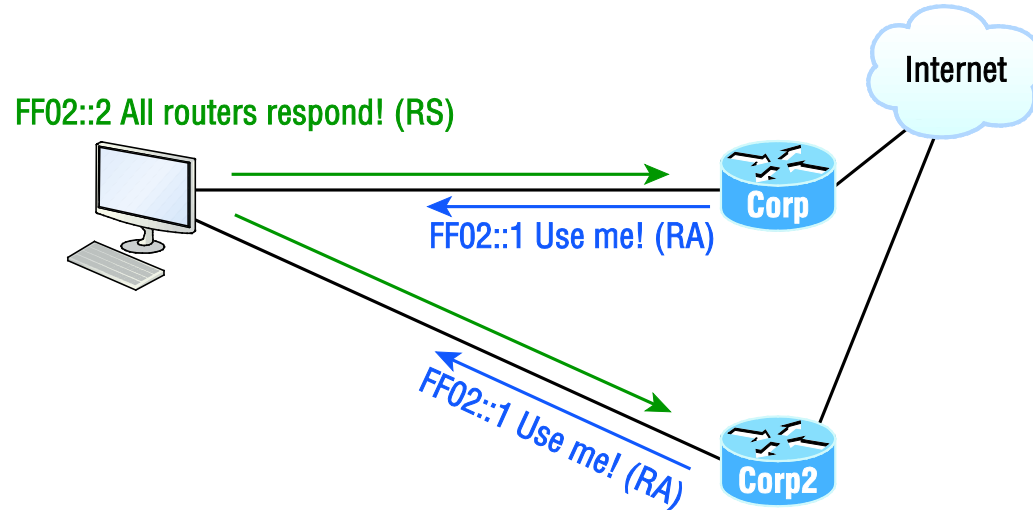 Internet
FF02::2 All routers respond! (RS)
Corp
FF02::1 Use me! (RA)
FF02::1 Use me! (RA)
Corp2